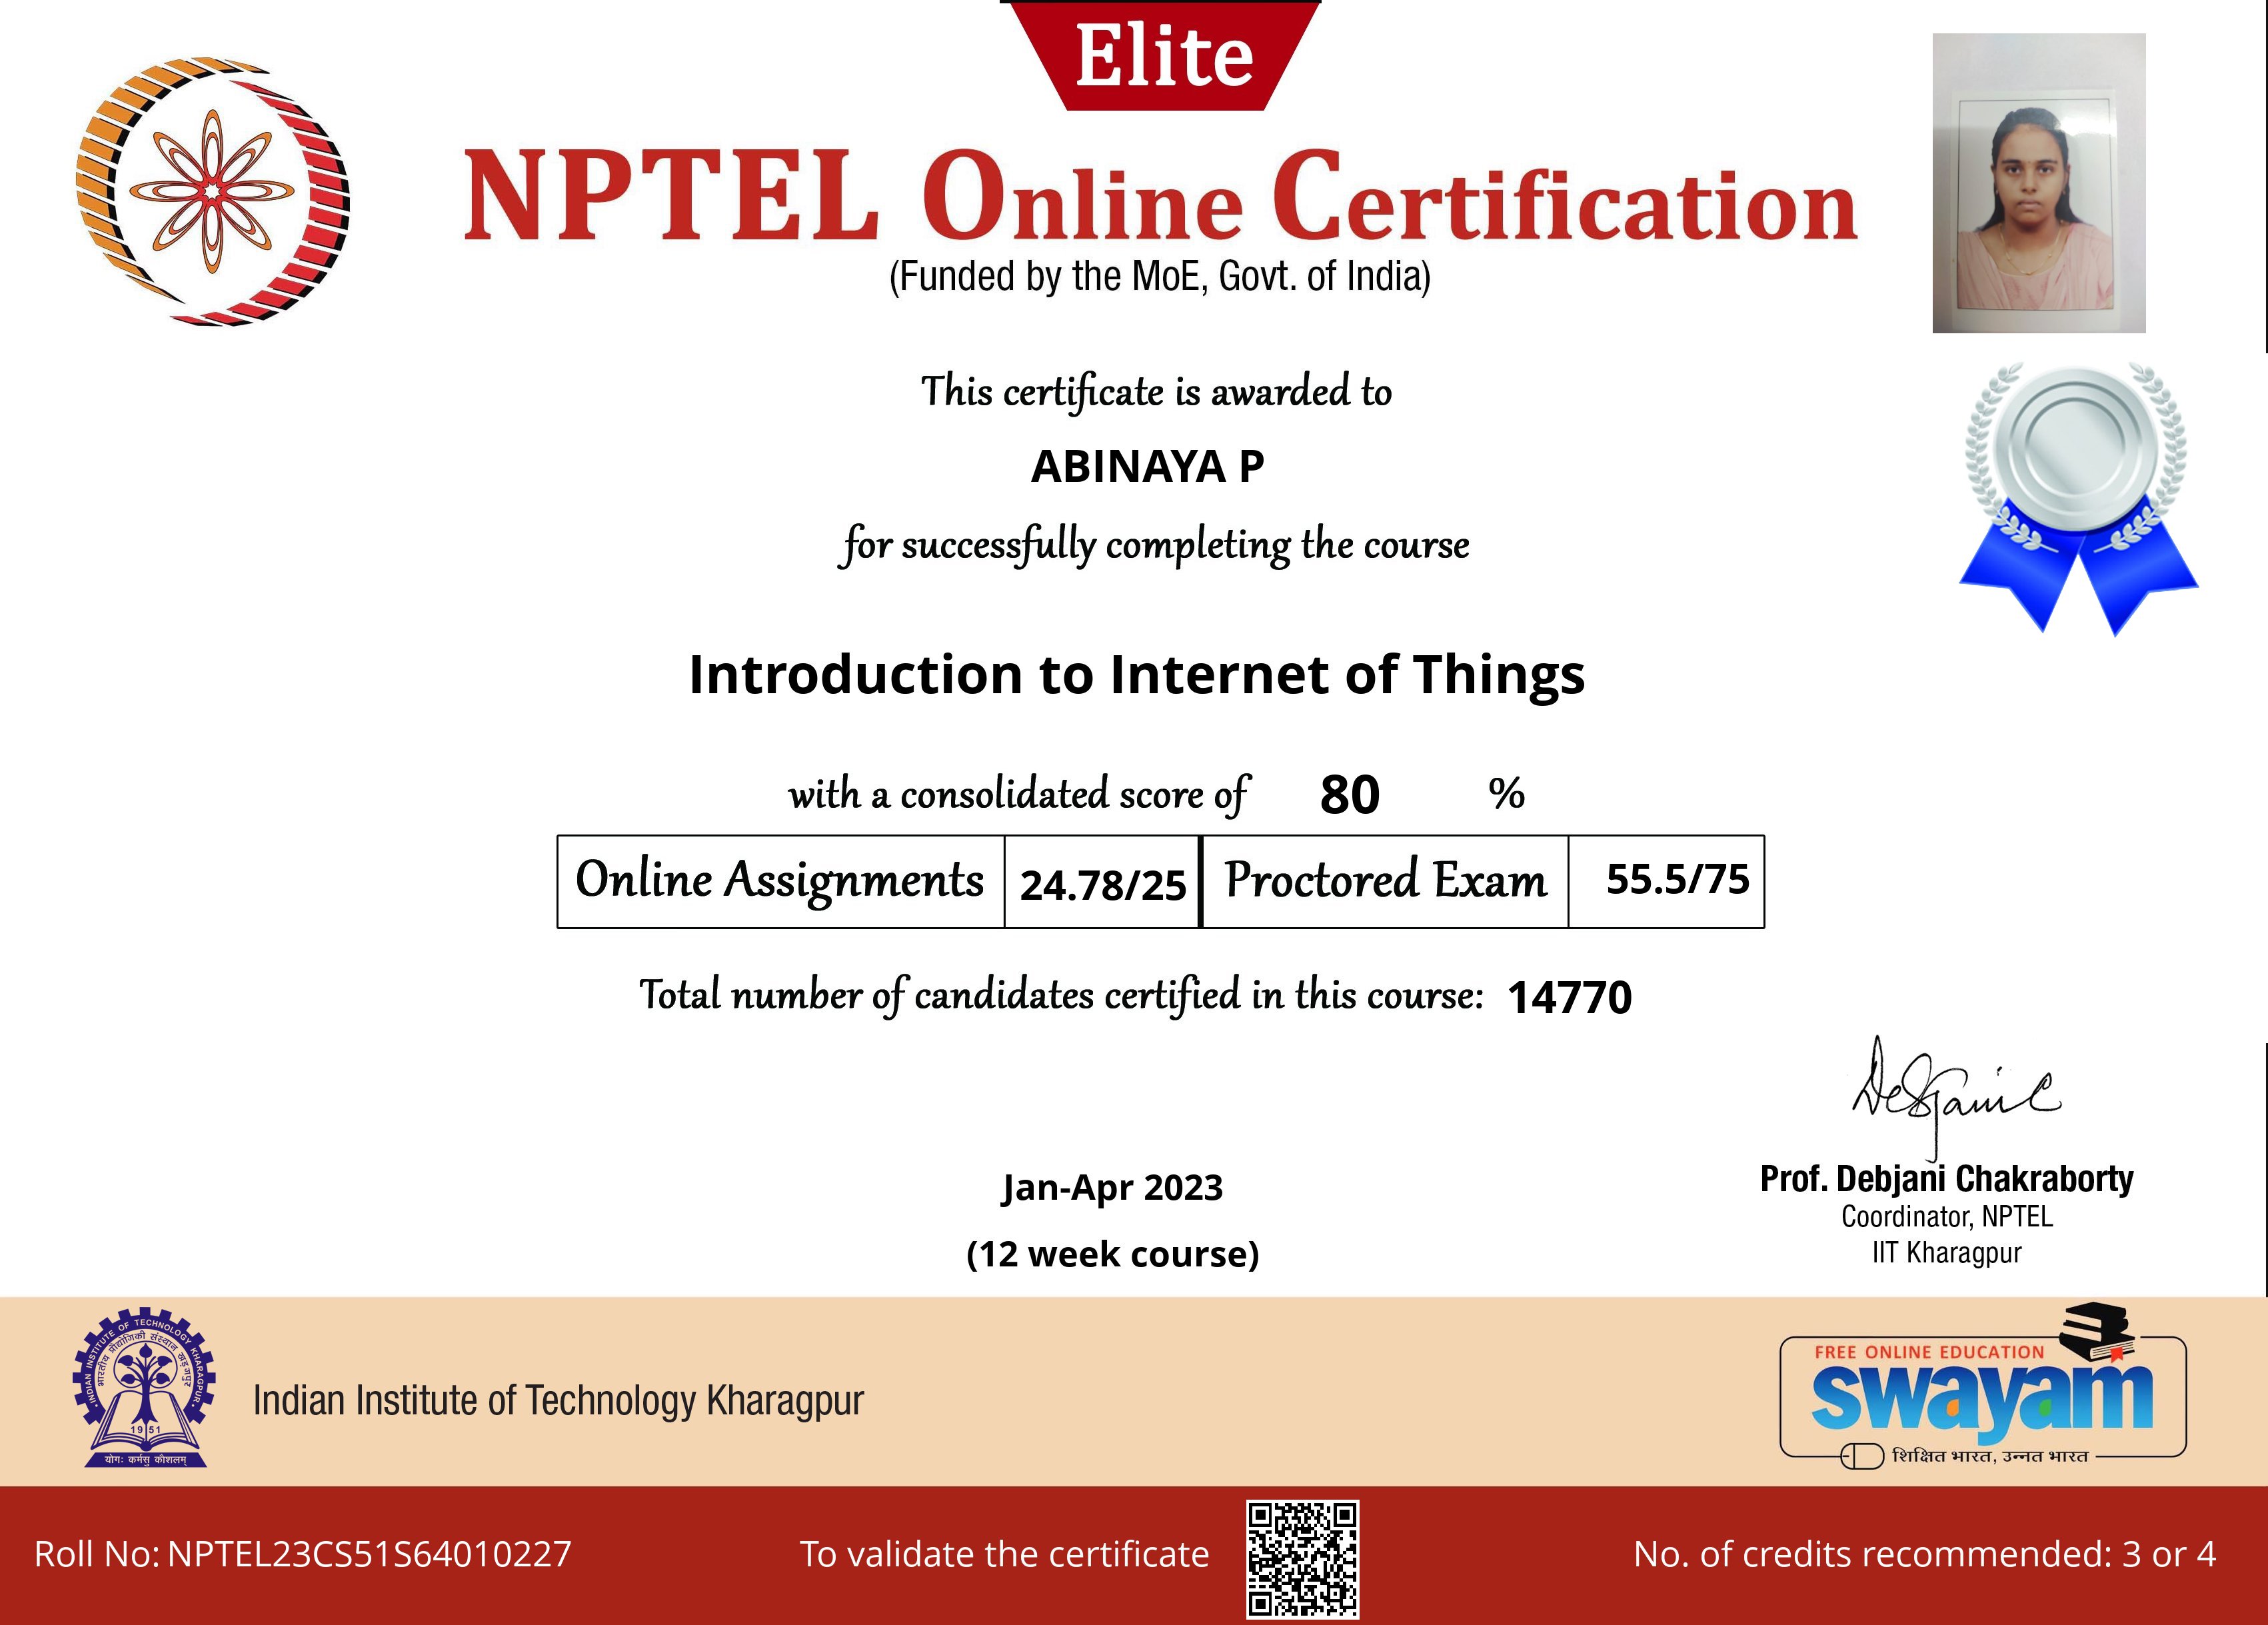 Elite
NPTEL Online Certification
(Funded by the MoE, Govt. of India)
This certificate is awarded to
ABINAYA P
for successfully completing the course
Introduction to Internet of Things
with a consolidated score of 80 %
Online Assignments 24.78/25 Proctored Exam 55.5/75
Total number of candidates certified in this course: 14770
Jan-Apr 2023
(12 week course)
Prof. Debjani Chakraborty
Coordinator, NPTEL
IIT Kharagpur
INDIAN INSTITUTE OF TECHNOLOGY KHARAGPUR
भारतीय प्रौद्योगिकी संस्थान खड़गपुर
1951
योगः कर्मसु कौशलम्
Indian Institute of Technology Kharagpur
FREE ONLINE EDUCATION
swayam
शिक्षित भारत, उन्नत भारत
Roll No: NPTEL23CS51S64010227
To validate the certificate
No. of credits recommended: 3 or 4